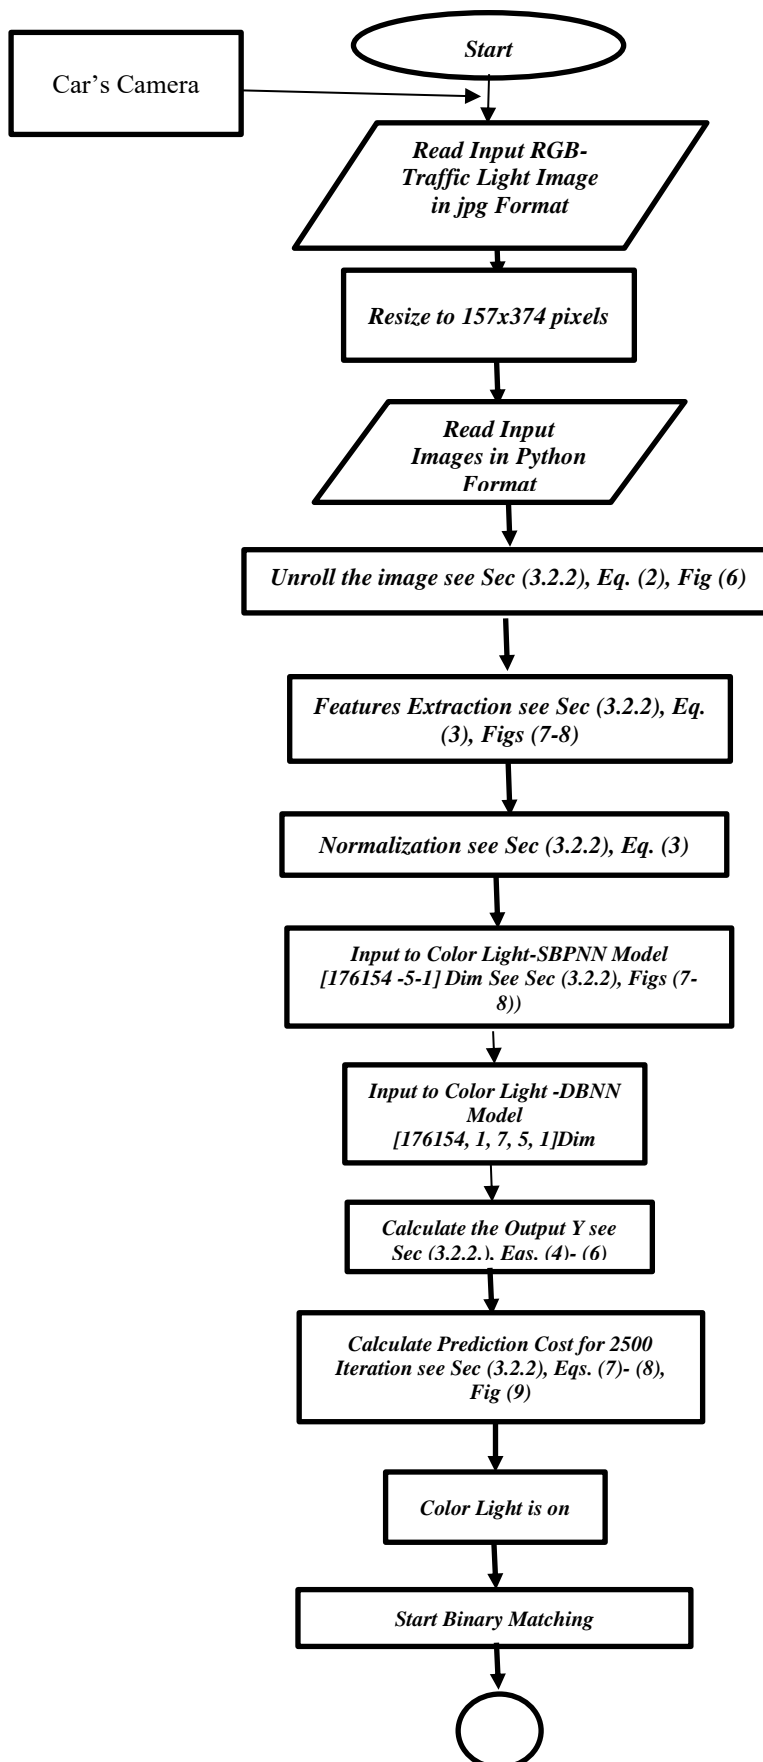 Start
Car's Camera
Read Input RGB-
Traffic Light Image
in jpg Format
Resize to 157x374 pixels
Read Input
Images in Python
Format
Unroll the image see Sec (3.2.2), Eq. (2), Fig (6)
Features Extraction see Sec (3.2.2), Eq.
(3), Figs (7-8)
Normalization see Sec (3.2.2), Eq. (3)
Input to Color Light-SBPNN Model
[176154 -5-1] Dim See Sec (3.2.2), Figs (7-
8))
Input to Color Light -DBNN
Model
[176154, 1, 7, 5, 1]Dim
Calculate the Output Y see
Sec (3.2.2.), Eqs. (4)- (6)
Calculate Prediction Cost for 2500
Iteration see Sec (3.2.2), Eqs. (7)- (8),
Fig (9)
Color Light is on
Start Binary Matching